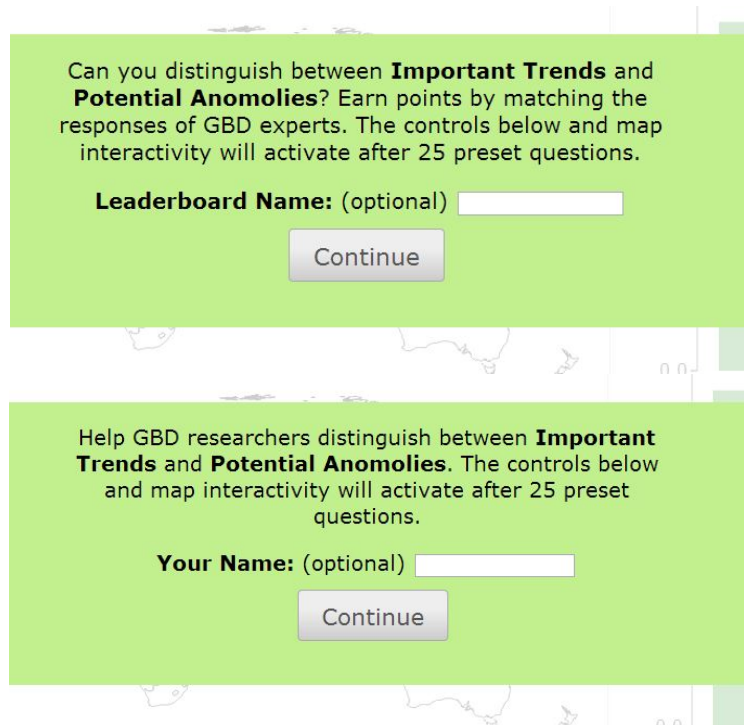 Can you distinguish between Important Trends and
Potential Anomolies? Earn points by matching the
responses of GBD experts. The controls below and map
interactivity will activate after 25 preset questions.
Leaderboard Name: (optional)
Continue
0.0
Help GBD researchers distinguish between Important
Trends and Potential Anomolies. The controls below
and map interactivity will activate after 25 preset
questions.
Your Name: (optional)
Continue